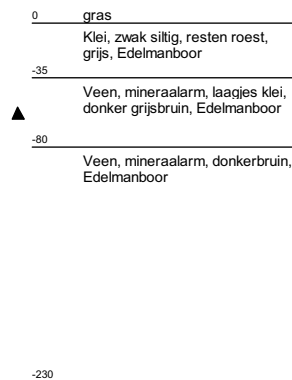 0 gras
Klei, zwak siltig, resten roest,
grijs, Edelmanboor
-35
Veen, mineraalarm, laagjes klei,
donker grijsbruin, Edelmanboor
-80
Veen, mineraalarm, donkerbruin,
Edelmanboor
-230